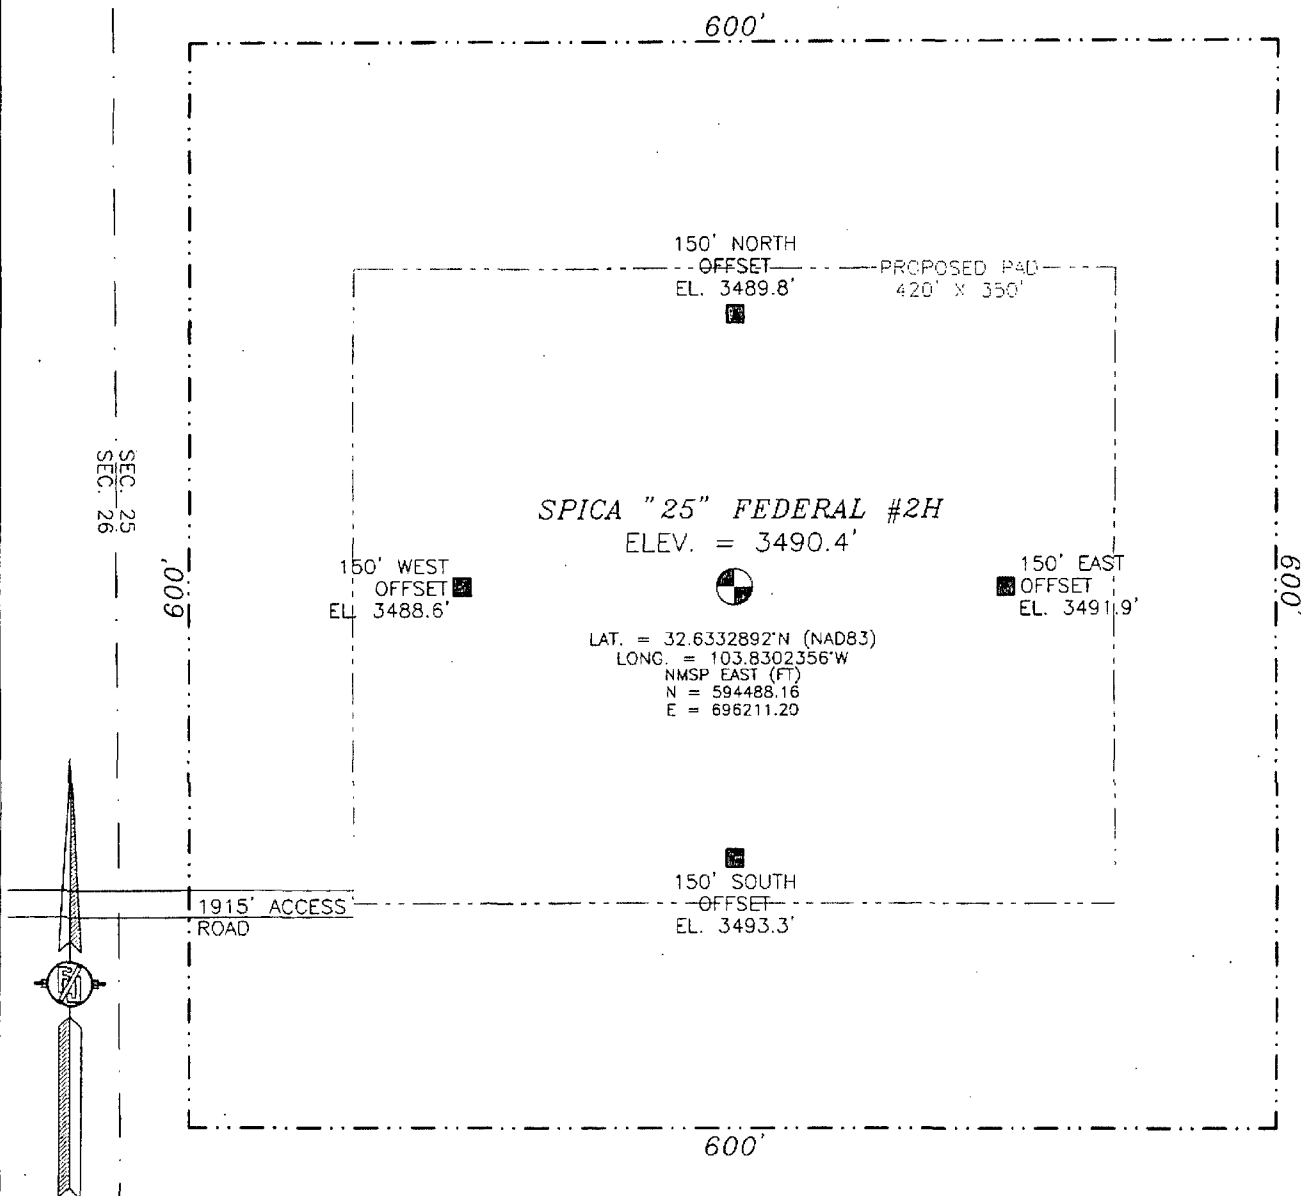 600'
150' NORTH
OFFSET
EL. 3489.8'
PROPOSED PAD
420' X 350'
SEC. 25
SEC. 26
SPICA "25" FEDERAL #2H
ELEV. = 3490.4'
600'
150' WEST
OFFSET
EL. 3488.6'
150' EAST
OFFSET
EL. 3491.9'
600'
LAT. = 32.6332892°N (NAD83)
LONG. = 103.8302356°W
NMSP EAST (FT)
N = 594488.16
E = 696211.20
150' SOUTH
OFFSET
EL. 3493.3'
1915' ACCESS
ROAD
600'